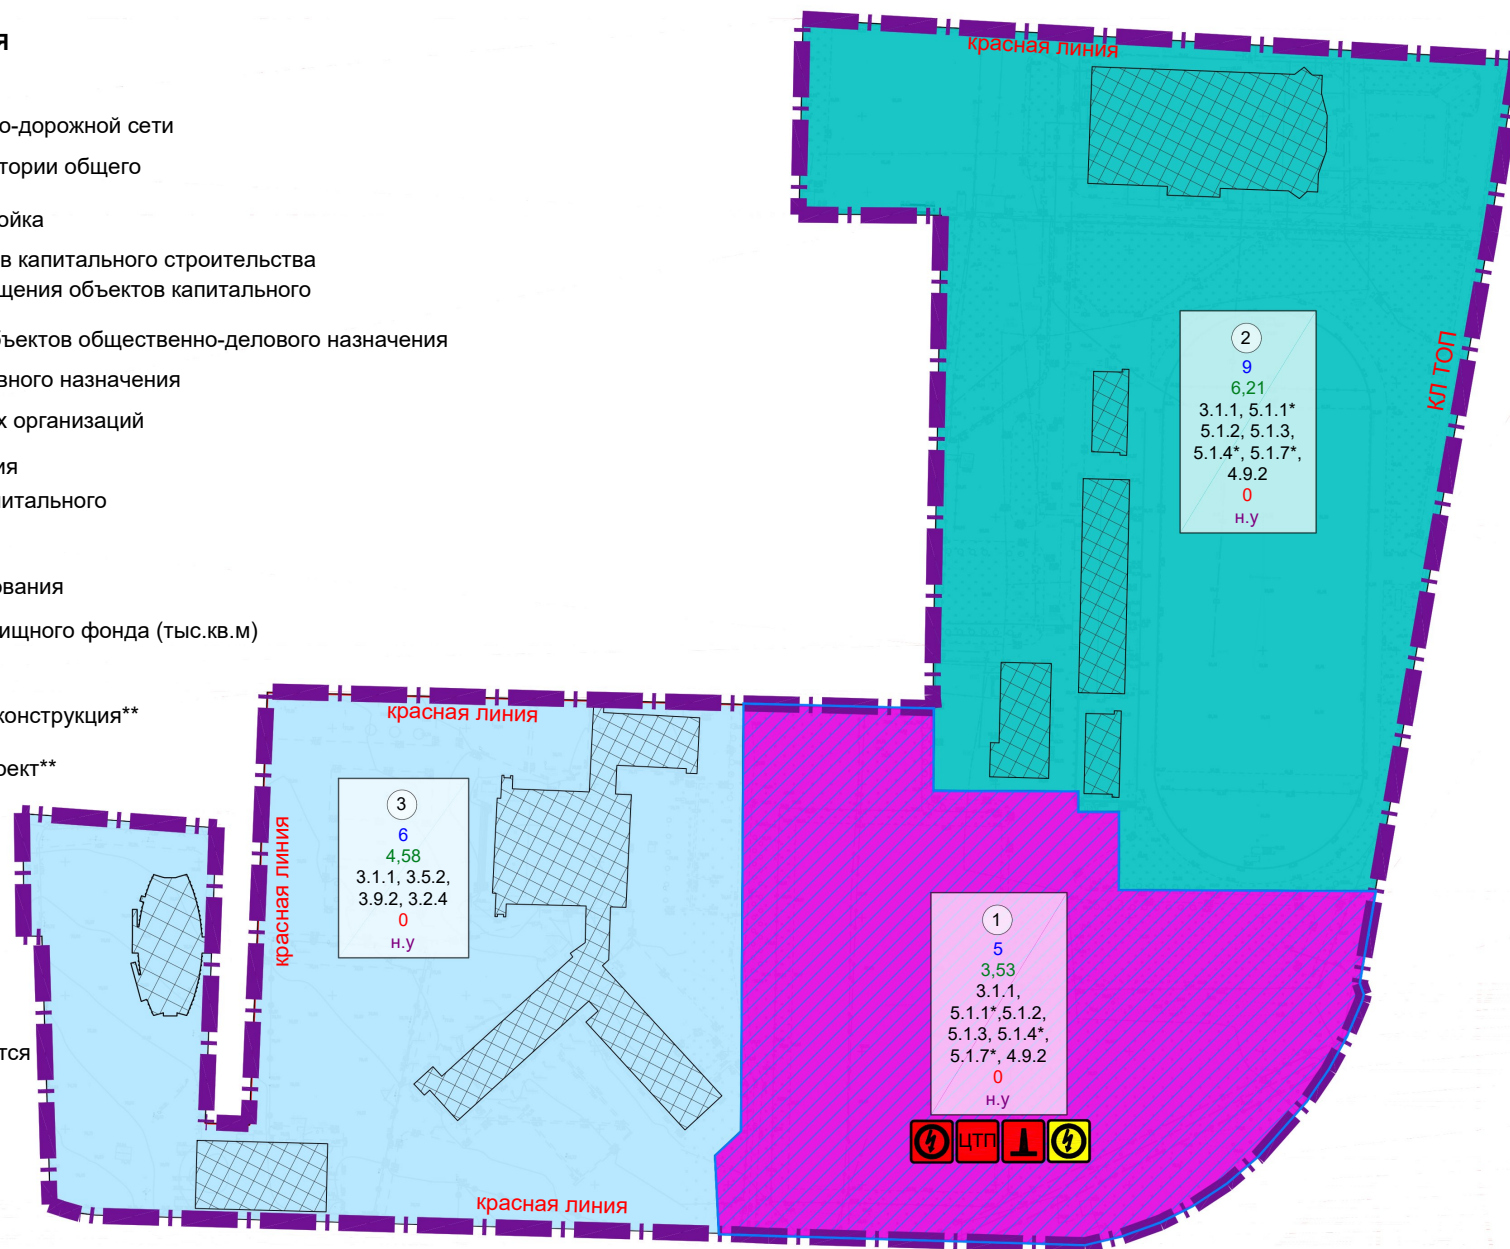 я
о-дорожной сети
тории общего
ойка
в капитального строительства
щения объектов капитального
бъектов общественно-делового назначения
вного назначения
х организаций
ия
питального
ования
ищного фонда (тыс.кв.м)
конструкция**
оект**
тся
красная линия
КЛ ТОП
2
9
6,21
3.1.1, 5.1.1*
5.1.2, 5.1.3,
5.1.4*, 5.1.7*,
4.9.2
0
н.у
красная линия
красная линия
3
6
4,58
3.1.1, 3.5.2,
3.9.2, 3.2.4
0
н.у
1
5
3,53
3.1.1,
5.1.1*,5.1.2,
5.1.3, 5.1.4*,
5.1.7*, 4.9.2
0
н.у
ЦТП
красная линия